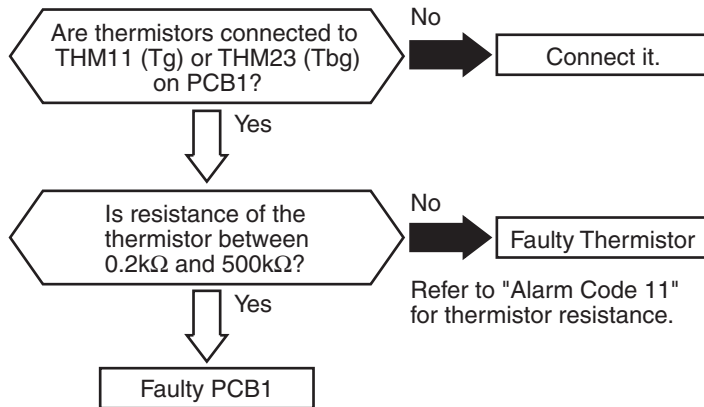 Are thermistors connected to
THM11 (Tg) or THM23 (Tbg)
on PCB1?
No
Connect it.
Yes
Is resistance of the
thermistor between
0.2kΩ and 500kΩ?
No
Faulty Thermistor
Refer to "Alarm Code 11"
for thermistor resistance.
Yes
Faulty PCB1